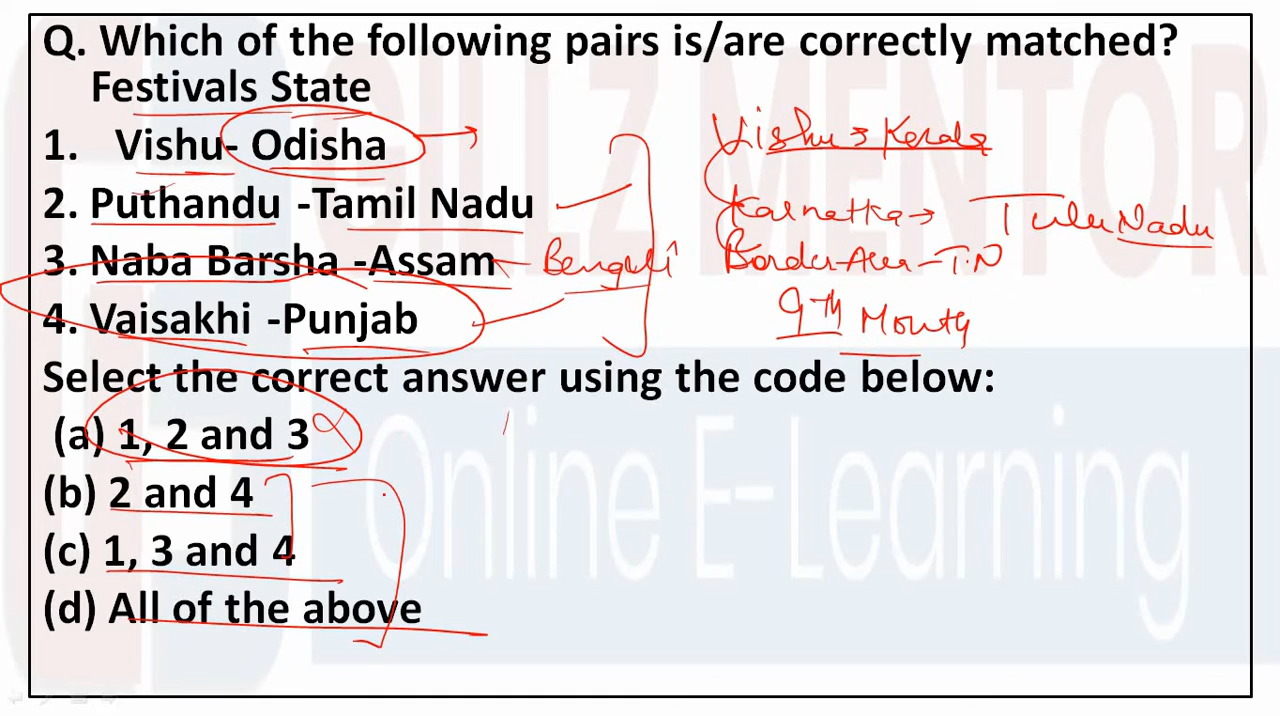 Q. Which of the following pairs is/are correctly matched?
Festivals State
1. Vishu- Odisha
Vishu → Kerala
2. Puthandu -Tamil Nadu
Karnatka → Tulu Nadu
3. Naba Barsha -Assam
Bengali
Border Area - T.N
4. Vaisakhi -Punjab
9th Month
Select the correct answer using the code below:
(a) 1, 2 and 3
(b) 2 and 4
(c) 1, 3 and 4
(d) All of the above
GILLZ MENTOR
Online E-Learning